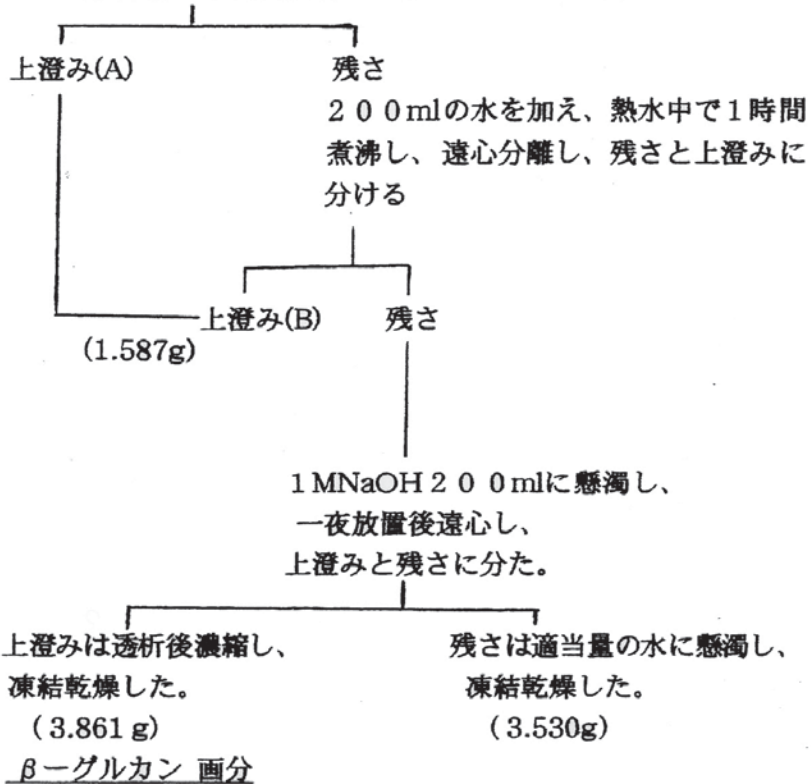 上澄み(A)
残さ
200mlの水を加え、熱水中で1時間
煮沸し、遠心分離し、残さと上澄みに
分ける
上澄み(B)
残さ
(1.587g)
1MNaOH200mlに懸濁し、
一夜放置後遠心し、
上澄みと残さに分た。
上澄みは透析後濃縮し、
凍結乾燥した。
(3.861 g)
β－グルカン 画分
残さは適当量の水に懸濁し、
凍結乾燥した。
(3.530g)